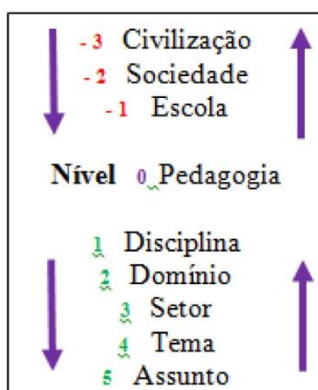 - 3 Civilização
- 2 Sociedade
- 1 Escola
Nível 0 Pedagogia
1 Disciplina
2 Domínio
3 Setor
4 Tema
5 Assunto